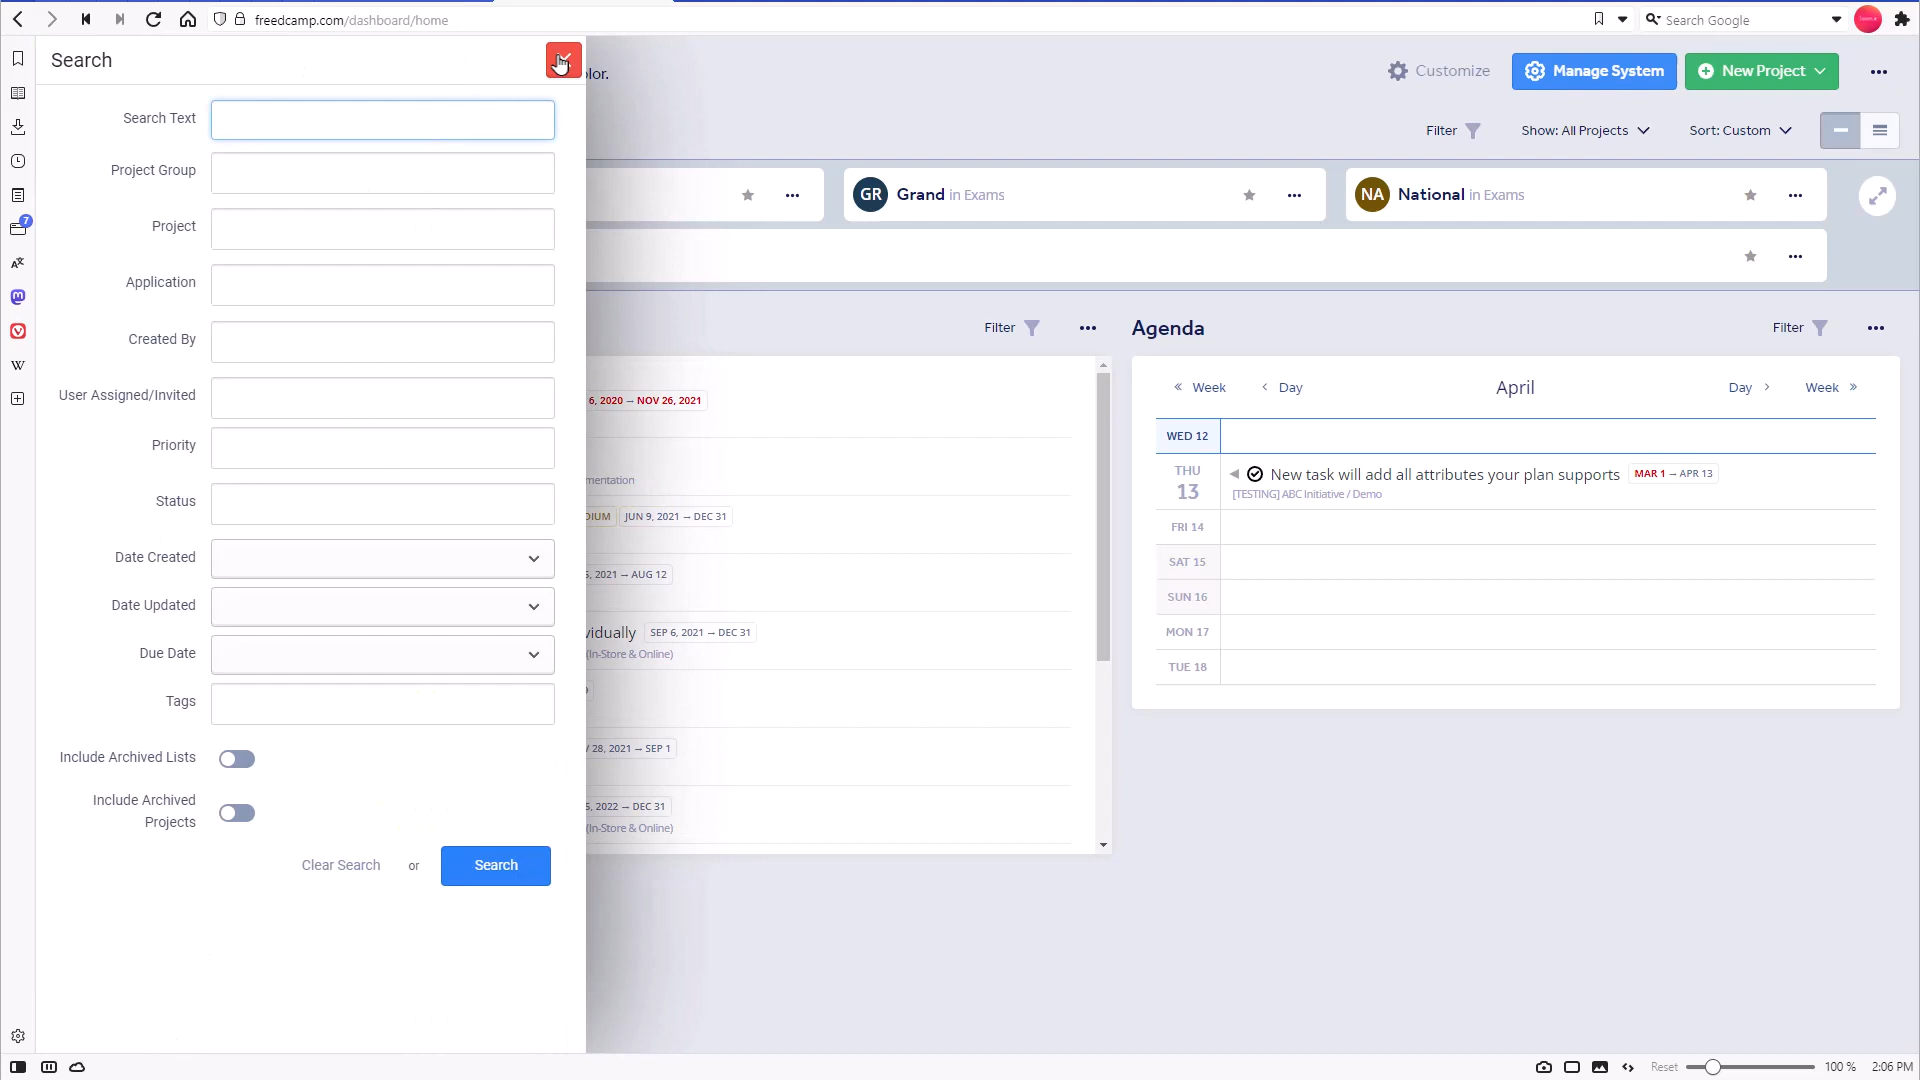 freedcamp.com/dashboard/home
Search Google
Search
olor.
Customize
Manage System
New Project
Search Text
Project Group
Project
Application
Created By
User Assigned/Invited
Priority
Status
Date Created
Date Updated
Due Date
Tags
Include Archived Lists
Include Archived
Projects
Clear Search or Search
Filter
Show: All Projects
Sort: Custom
GR Grand in Exams
NA National in Exams
Filter
6, 2020 → NOV 26, 2021
mentation
DIUM JUN 9, 2021 → DEC 31
5, 2021 → AUG 12
vidually SEP 6, 2021 → DEC 31
(In-Store & Online)
28, 2021 → SEP 1
5, 2022 → DEC 31
(In-Store & Online)
Agenda
Filter
« Week ‹ Day April Day › Week »
WED 12
THU
13
New task will add all attributes your plan supports MAR 1 → APR 13
[TESTING] ABC Initiative / Demo
FRI 14
SAT 15
SUN 16
MON 17
TUE 18
7
Reset 100 % 2:06 PM